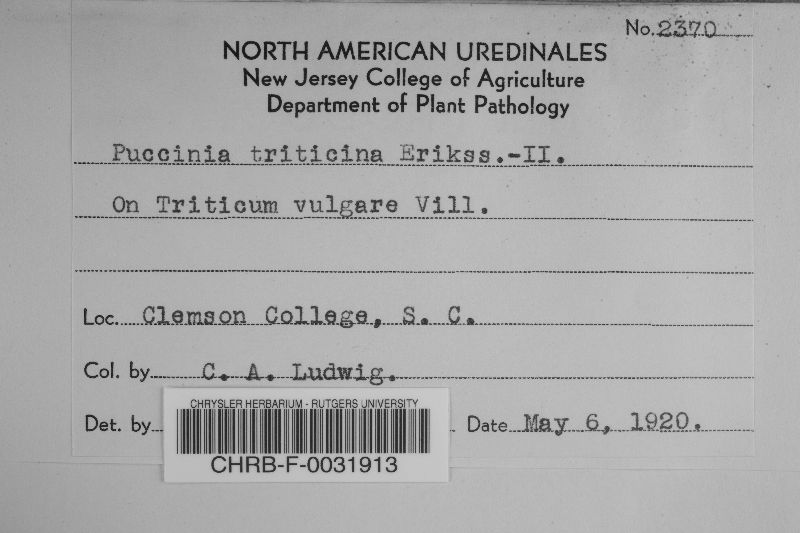 No. 2370
NORTH AMERICAN UREDINALES
New Jersey College of Agriculture
Department of Plant Pathology
Puccinia triticina Erikss.-II.
On Triticum vulgare Vill.
Loc. Clemson College, S. C.
Col. by C. A. Ludwig.
Det. by Date May 6, 1920.
CHRYSLER HERBARIUM - RUTGERS UNIVERSITY
CHRB-F-0031913